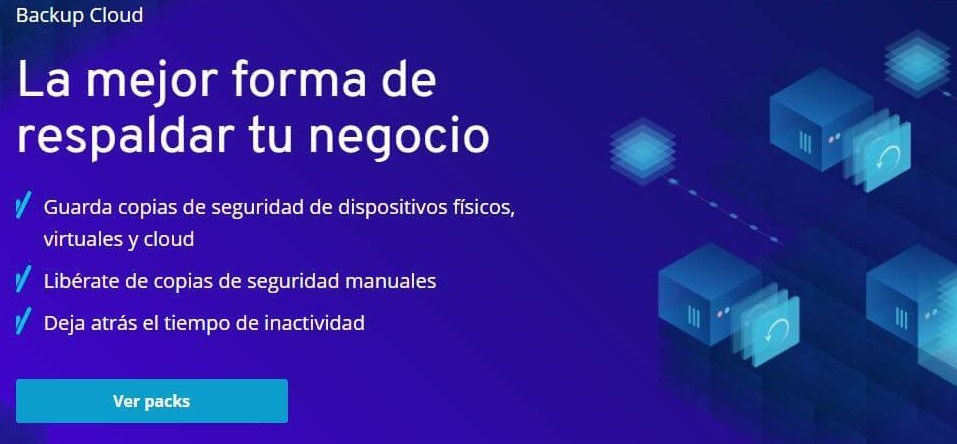 Backup Cloud
La mejor forma de
respaldar tu negocio
Guarda copias de seguridad de dispositivos físicos,
virtuales y cloud
Libérate de copias de seguridad manuales
Deja atrás el tiempo de inactividad
Ver packs